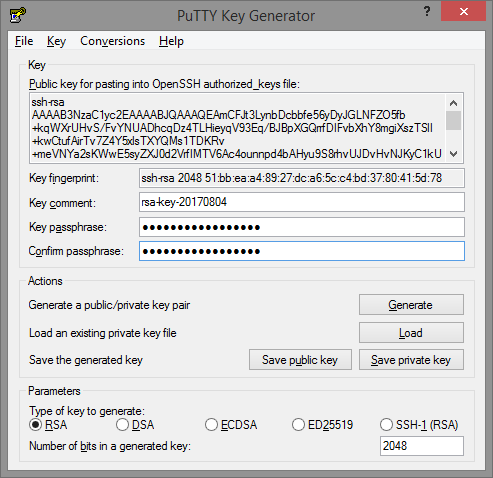 PuTTY Key Generator
?
File Key Conversions Help
Key
Public key for pasting into OpenSSH authorized_keys file:
ssh-rsa
AAAAB3NzaC1yc2EAAAABJQAAAQEAmCFJt3LynbDcbbfe56yDyJGLNFZO5fb
+kqWXrUHvS/FvYNUADhcqDz4TLHieyqV93Eq/BJBpXGQrrfDIFvbXhY8mgiXszTSlI
+kwCtufAirTv7Z4Y5xlsTXYQMs1TDKRv
+meVNYa2sKWwE5syZXJ0d2VrfIMTV6Ac4ounnpd4bAHyu9S8rhvUJDvHvNJKyC1kU
Key fingerprint: ssh-rsa 2048 51:bb:ea:a4:89:27:dc:a6:5c:c4:bd:37:80:41:5d:78
Key comment: rsa-key-20170804
Key passphrase:
Confirm passphrase:
Actions
Generate a public/private key pair Generate
Load an existing private key file Load
Save the generated key Save public key Save private key
Parameters
Type of key to generate:
RSA DSA ECDSA ED25519 SSH-1 (RSA)
Number of bits in a generated key: 2048